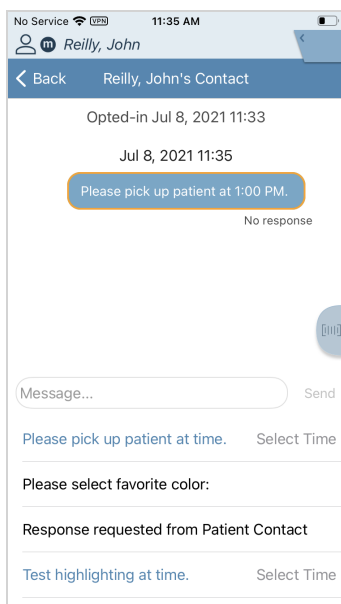 No Service VPN 11:35 AM
m Reilly, John
Back Reilly, John's Contact
Opted-in Jul 8, 2021 11:33
Jul 8, 2021 11:35
Please pick up patient at 1:00 PM.
No response
Message... Send
Please pick up patient at time. Select Time
Please select favorite color:
Response requested from Patient Contact
Test highlighting at time. Select Time